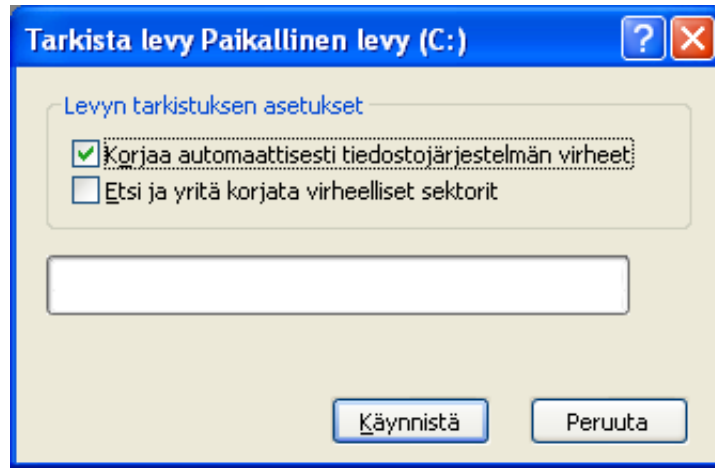 Tarkista levy Paikallinen levy (C:)
?
Levyn tarkistuksen asetukset
Korjaa automaattisesti tiedostojärjestelmän virheet
Etsi ja yritä korjata virheelliset sektorit
Käynnistä
Peruuta